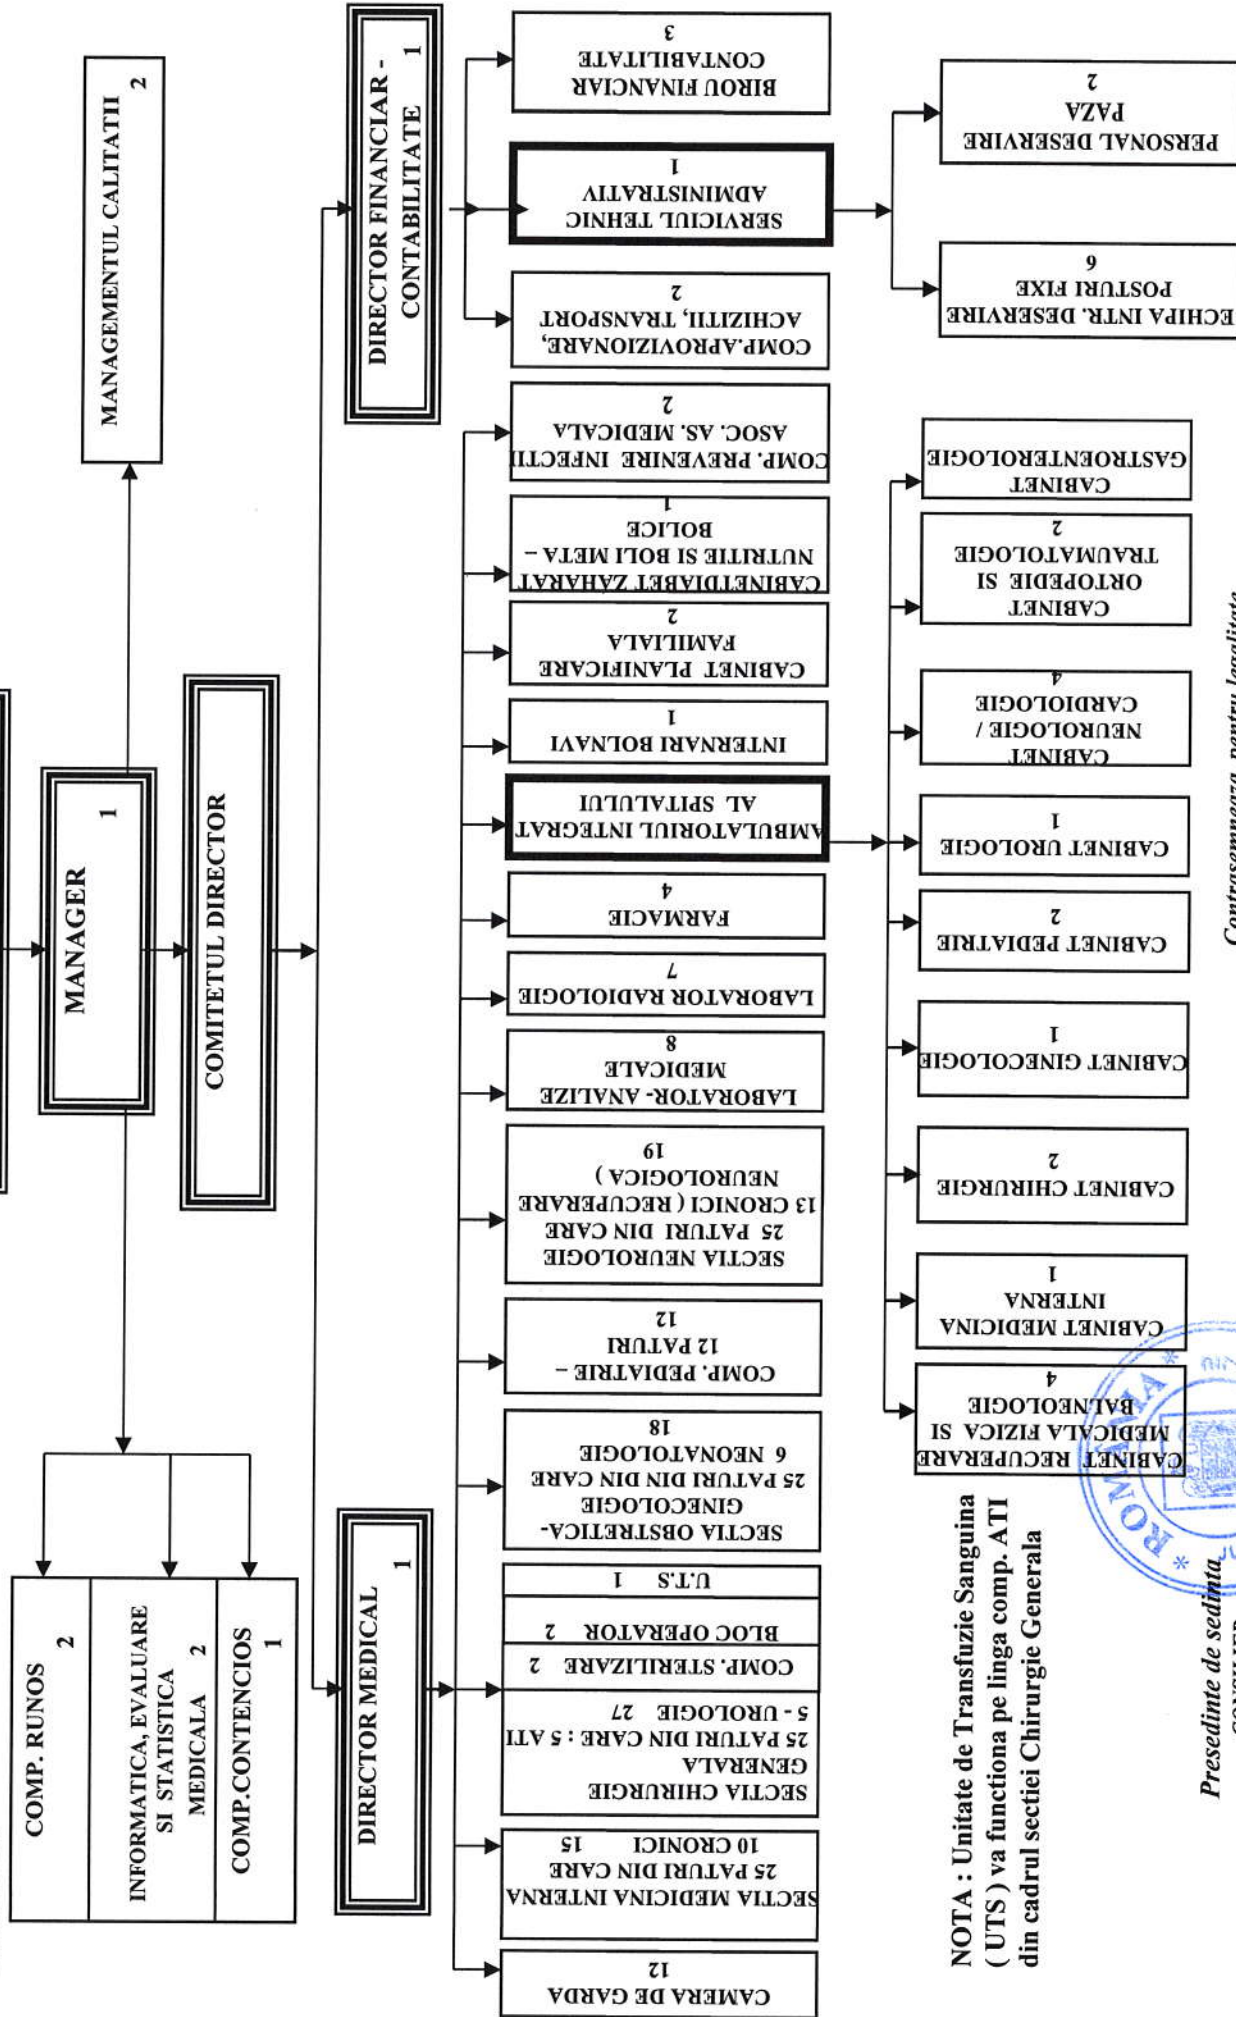 MANAGER
1
MANAGEMENTUL CALITATII
2
COMITETUL DIRECTOR
COMP. RUNOS
2
INFORMATICA, EVALUARE
SI STATISTICA
MEDICALA 2
COMP.CONTENCIOS
1
DIRECTOR MEDICAL
1
DIRECTOR FINANCIAR -
CONTABILITATE
1
CAMERA DE GARDA
12
SECTIA MEDICINA INTERNA
25 PATURI DIN CARE
10 CRONICI 15
SECTIA CHIRURGIE
GENERALA
25 PATURI DIN CARE : 5 ATI
5 - UROLOGIE 27
COMP. STERILIZARE 2
BLOC OPERATOR 2
U.T.S 1
SECTIA OBSTRETICA-
GINECOLOGIE
25 PATURI DIN DIN CARE
6 NEONATOLOGIE
18
COMP. PEDIATRIE –
12 PATURI
12
SECTIA NEUROLOGIE
25 PATURI DIN CARE
13 CRONICI ( RECUPERARE
NEUROLOGICA )
19
LABORATOR- ANALIZE
MEDICALE
8
LABORATOR RADIOLOGIE
7
FARMACIE
4
AMBULATORIUL INTEGRAT
AL SPITALULUI
INTERNARI BOLNAVI
1
CABINET PLANIFICARE
FAMILIALA
2
CABINETDIABET ZAHARAT
NUTRITIE SI BOLI META –
BOLICE
1
COMP. PREVENIRE INFECTII
ASOC. AS. MEDICALA
2
COMP.APROVIZIONARE,
ACHIZITII, TRANSPORT
2
SERVICIUL TEHNIC
ADMINISTRATIV
1
BIROU FINANCIAR
CONTABILITATE
3
CABINET RECUPERARE
MEDICALA FIZICA SI
BALNEOLOGIE
4
CABINET MEDICINA
INTERNA
1
CABINET CHIRURGIE
2
CABINET GINECOLOGIE
1
CABINET PEDIATRIE
2
CABINET UROLOGIE
1
CABINET
NEUROLOGIE /
CARDIOLOGIE
4
CABINET
ORTOPEDIE SI
TRAUMATOLOGIE
2
CABINET
GASTROENTEROLOGIE
ECHIPA INTR. DESERVIRE
POSTURI FIXE
6
PERSONAL DESERVIRE
PAZA
2
NOTA : Unitate de Transfuzie Sanguina
( UTS ) va functiona pe linga comp. ATI
din cadrul sectiei Chirurgie Generala
Presedinte de sedinta
* ROMÂNIA *